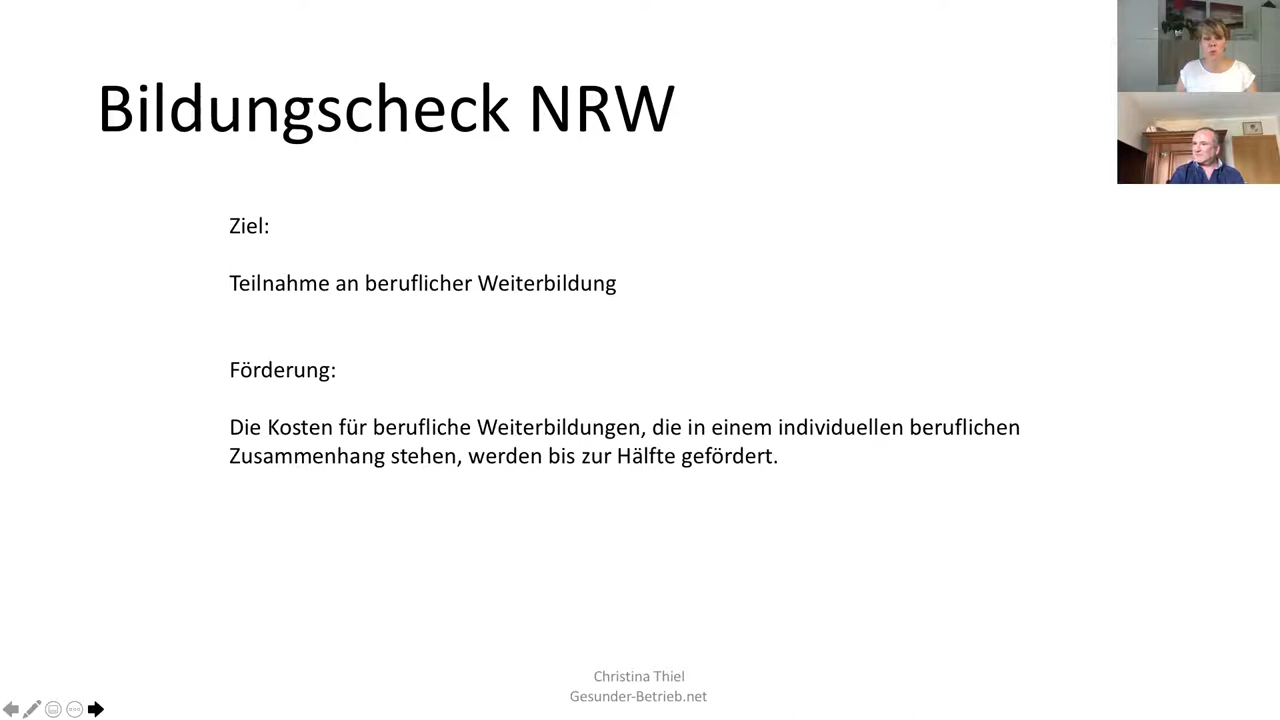 Bildungscheck NRW
Ziel:
Teilnahme an beruflicher Weiterbildung
Förderung:
Die Kosten für berufliche Weiterbildungen, die in einem individuellen beruflichen
Zusammenhang stehen, werden bis zur Hälfte gefördert.
Christina Thiel
Gesunder-Betrieb.net